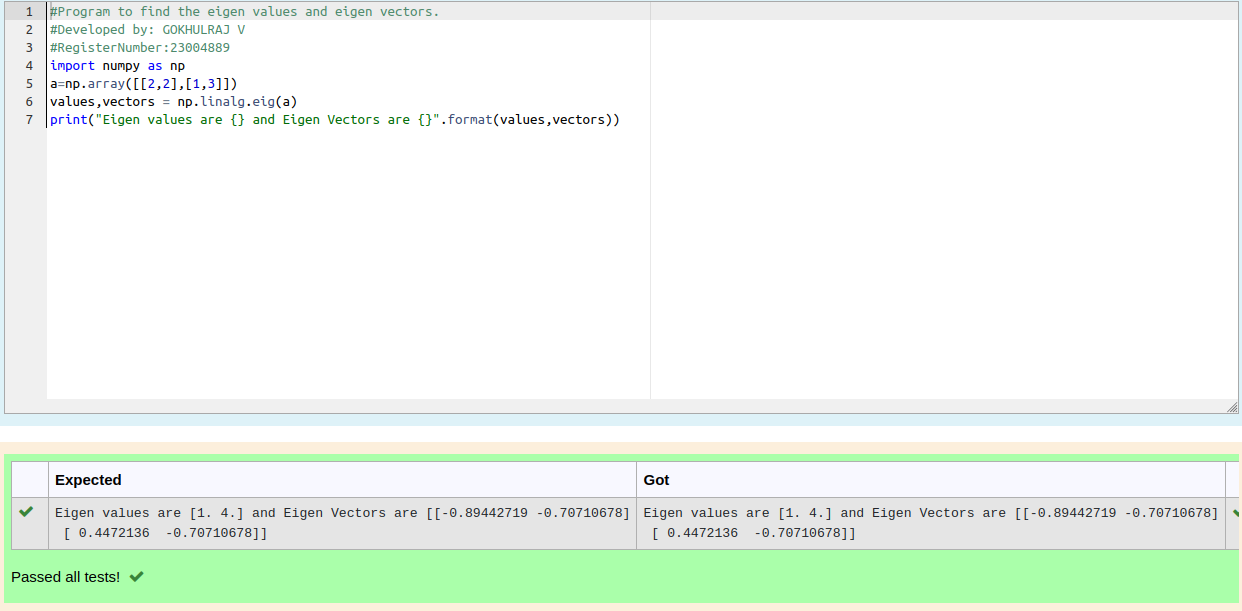 1 #Program to find the eigen values and eigen vectors.
2 #Developed by: GOKHULRAJ V
3 #RegisterNumber:23004889
4 import numpy as np
5 a=np.array([[2,2],[1,3]])
6 values,vectors = np.linalg.eig(a)
7 print("Eigen values are {} and Eigen Vectors are {}".format(values,vectors))
Expected Got
Eigen values are [1. 4.] and Eigen Vectors are [[-0.89442719 -0.70710678] Eigen values are [1. 4.] and Eigen Vectors are [[-0.89442719 -0.70710678]
[ 0.4472136  -0.70710678]] [ 0.4472136  -0.70710678]]
Passed all tests!